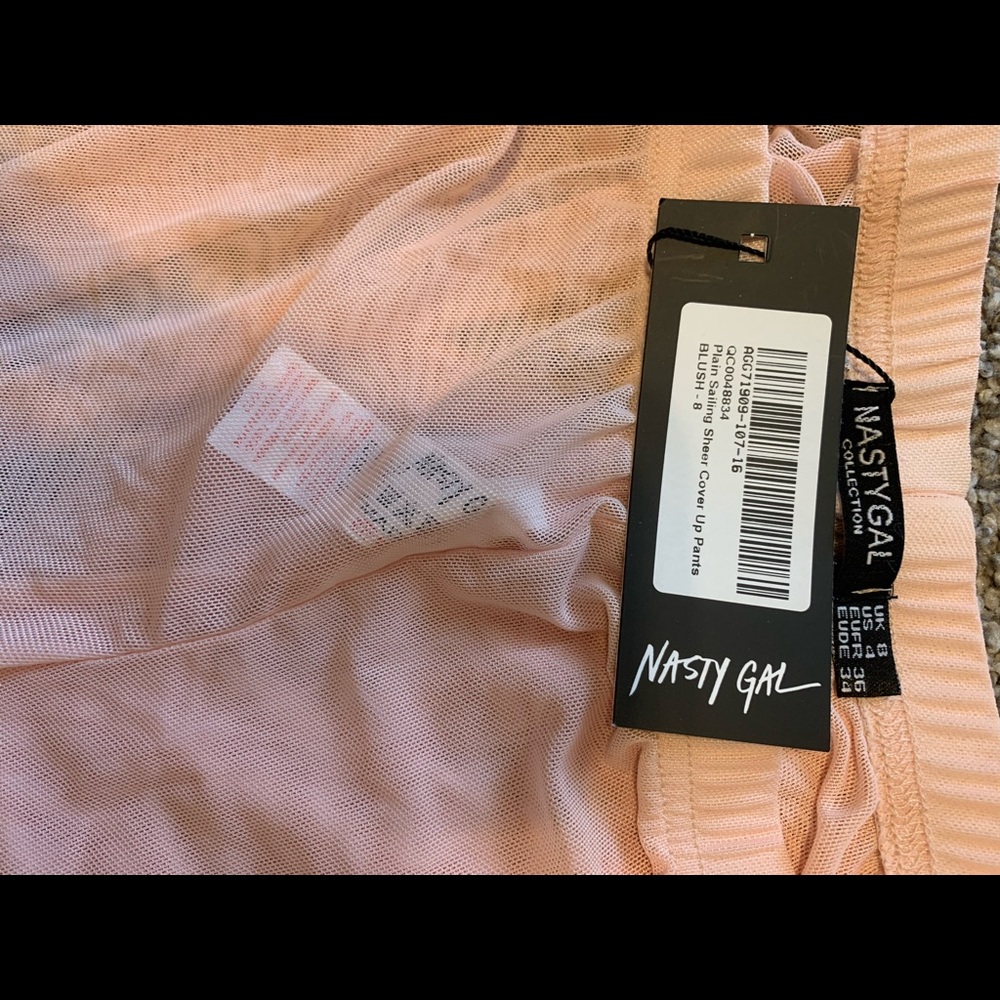 AGG71909-107-16
QC0048834
Plain Sailing Sheer Cover Up Pants
BLUSH - 8
NASTY GAL
NASTYGAL
COLLECTION
UK 8
US 4
EUFR 36
EUDE 34